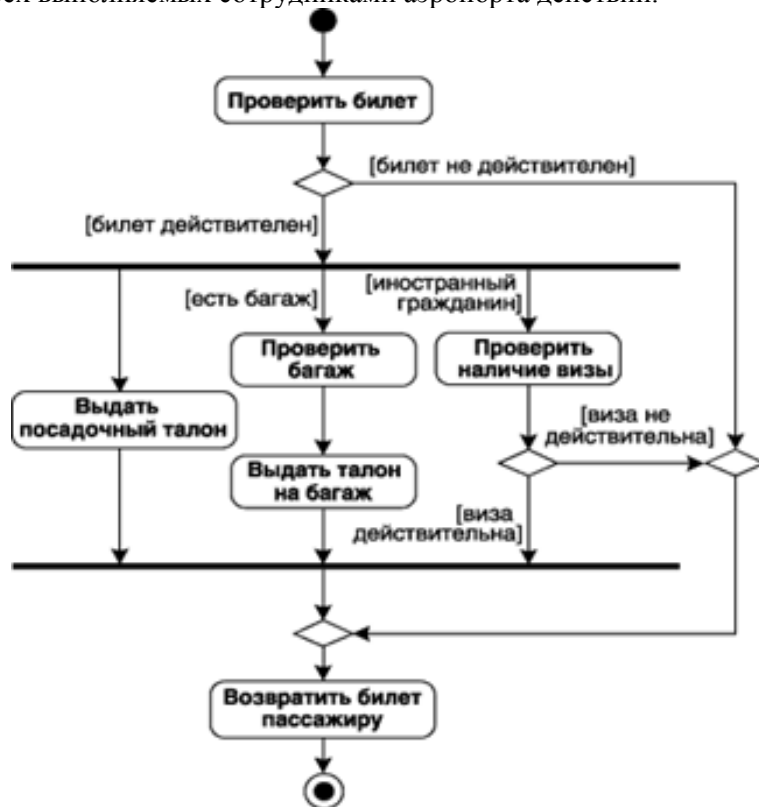 всех выполняемых сотрудниками аэропорта действий.
Проверить билет
[билет не действителен]
[билет действителен]
[есть багаж]
[иностранный
гражданин]
Проверить
багаж
Проверить
наличие визы
Выдать
посадочный талон
[виза не
действительна]
Выдать талон
на багаж
[виза
действительна]
Возвратить билет
пассажиру